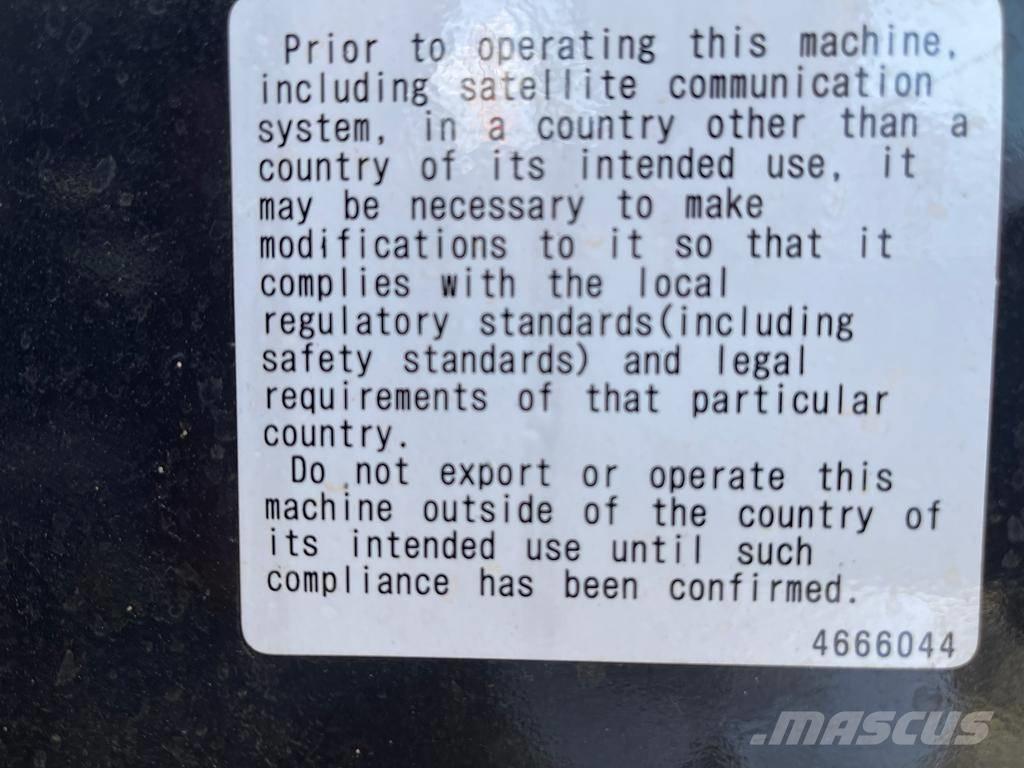 Prior to operating this machine,
including satellite communication
system, in a country other than a
country of its intended use, it
may be necessary to make
modifications to it so that it
complies with the local
regulatory standards(including
safety standards) and legal
requirements of that particular
country.
Do not export or operate this
machine outside of the country of
its intended use until such
compliance has been confirmed.
4666044
.MASCUS